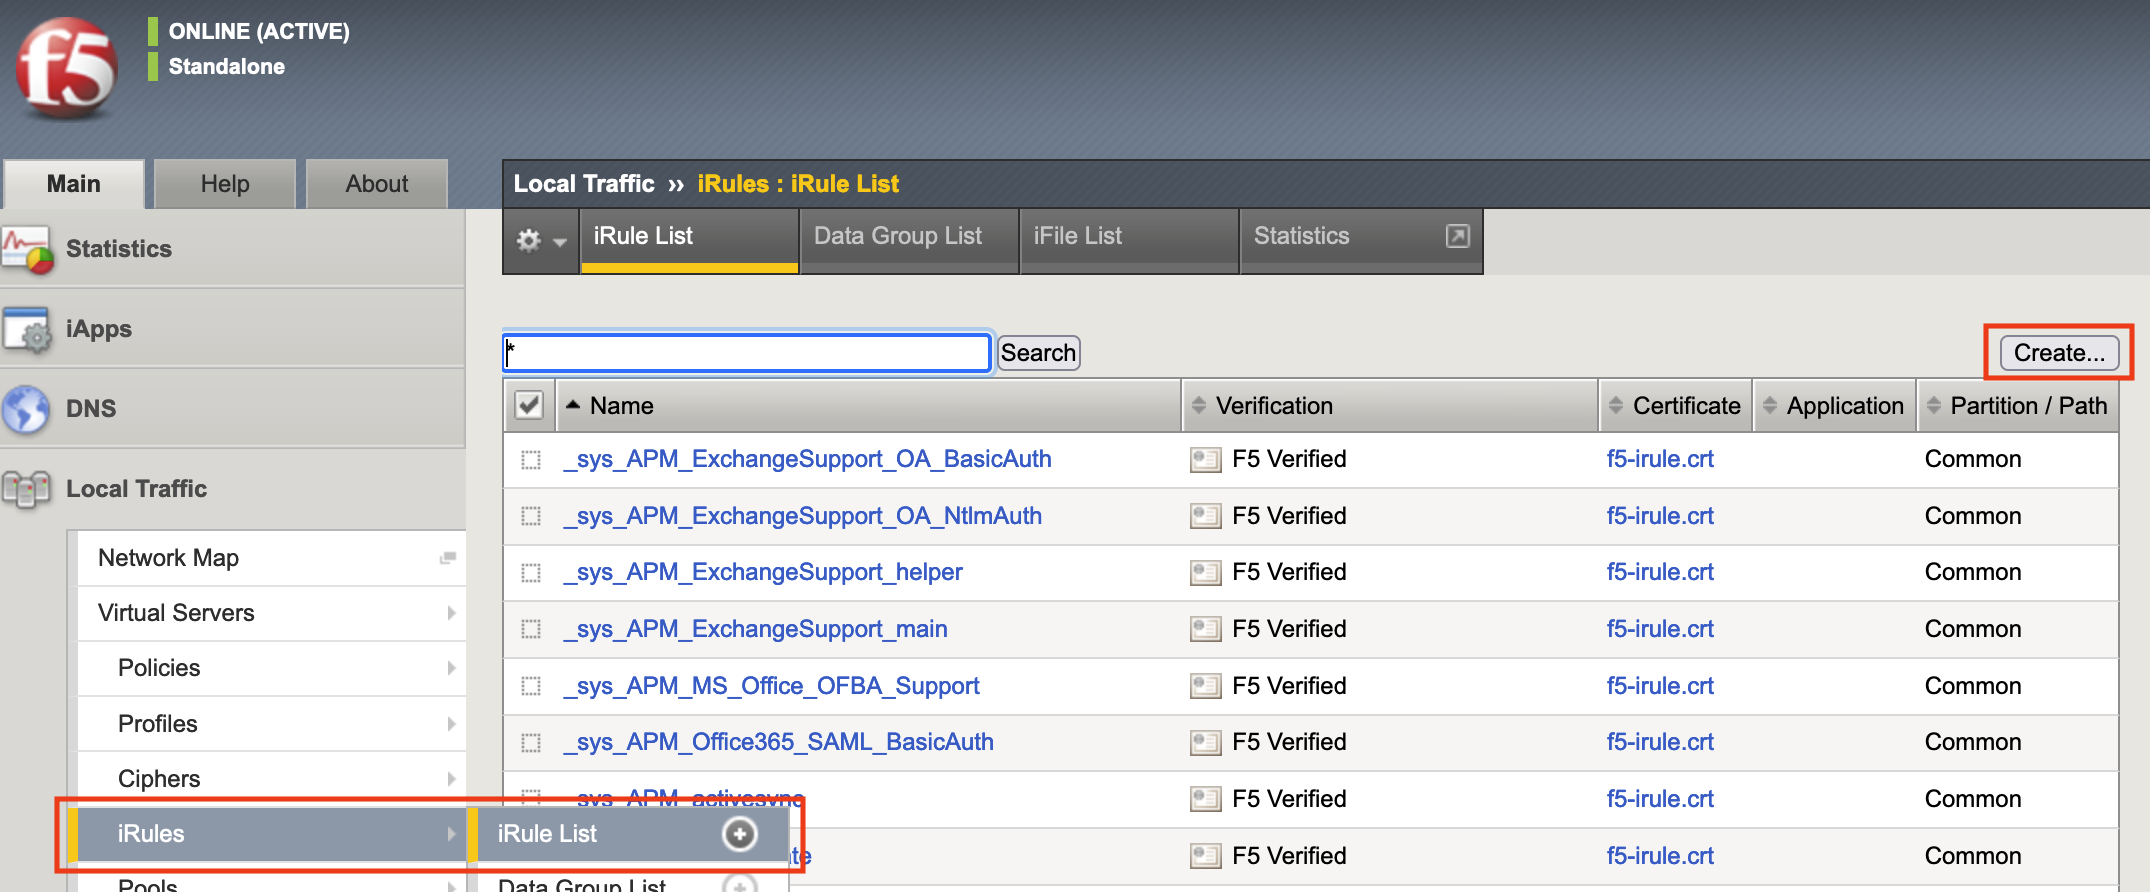 f5
ONLINE (ACTIVE)
Standalone
Main Help About
Local Traffic ›› iRules : iRule List
iRule List Data Group List iFile List Statistics
Statistics
iApps
DNS
Local Traffic
Network Map
Virtual Servers
Policies
Profiles
Ciphers
iRules
iRule List
Pools
Data Group List
* Search Create...
Name Verification Certificate Application Partition / Path
_sys_APM_ExchangeSupport_OA_BasicAuth F5 Verified f5-irule.crt Common
_sys_APM_ExchangeSupport_OA_NtlmAuth F5 Verified f5-irule.crt Common
_sys_APM_ExchangeSupport_helper F5 Verified f5-irule.crt Common
_sys_APM_ExchangeSupport_main F5 Verified f5-irule.crt Common
_sys_APM_MS_Office_OFBA_Support F5 Verified f5-irule.crt Common
_sys_APM_Office365_SAML_BasicAuth F5 Verified f5-irule.crt Common
_sys_APM_activesync F5 Verified f5-irule.crt Common
F5 Verified f5-irule.crt Common